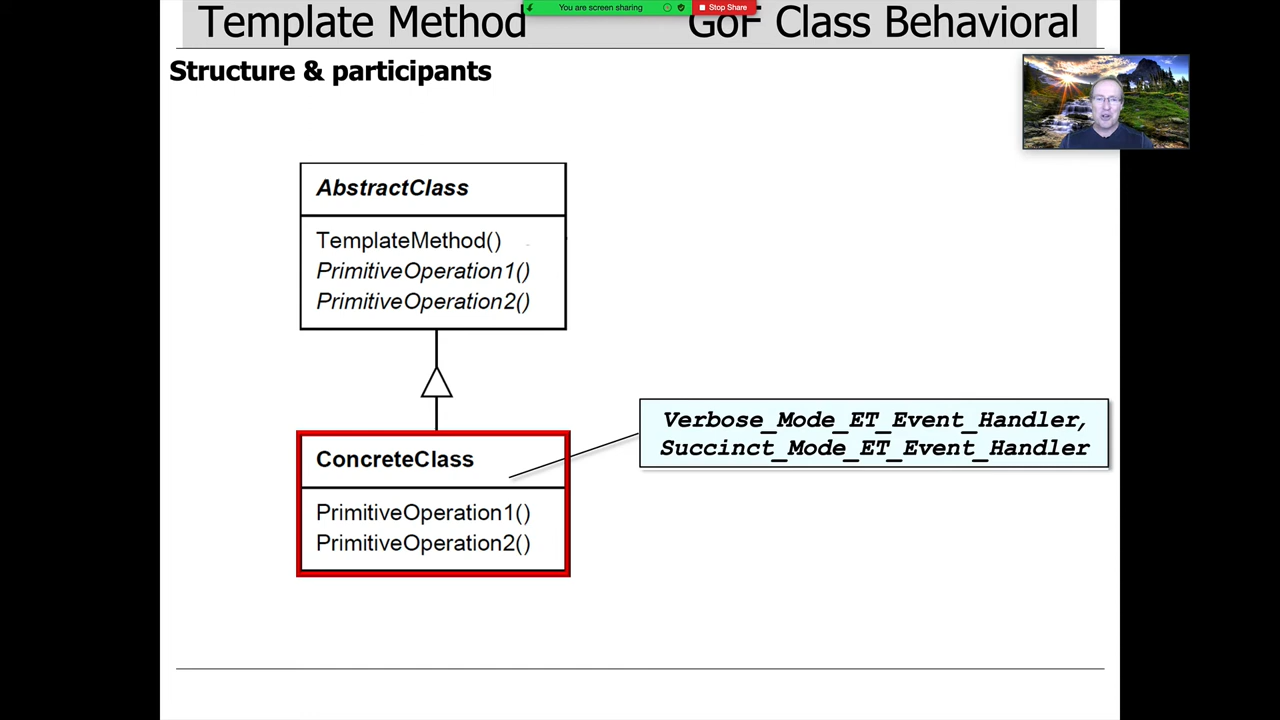 You are screen sharing Stop Share
Template Method GoF Class Behavioral
Structure & participants
AbstractClass
TemplateMethod()
PrimitiveOperation1()
PrimitiveOperation2()
Verbose_Mode_ET_Event_Handler,
Succinct_Mode_ET_Event_Handler
ConcreteClass
PrimitiveOperation1()
PrimitiveOperation2()